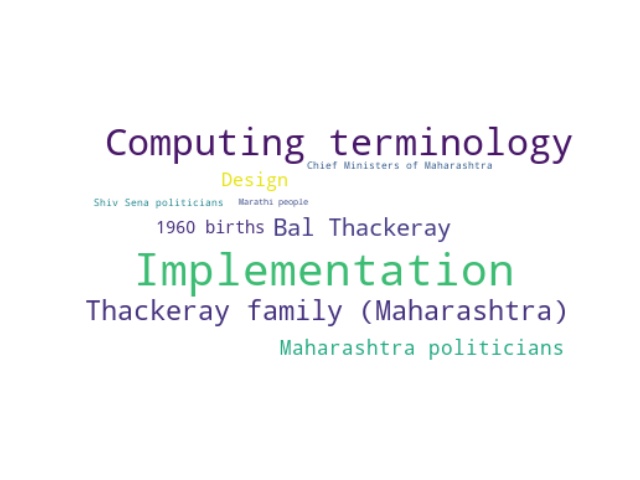 Computing terminology
Chief Ministers of Maharashtra
Design
Shiv Sena politicians
Marathi people
1960 births
Bal Thackeray
Implementation
Thackeray family (Maharashtra)
Maharashtra politicians